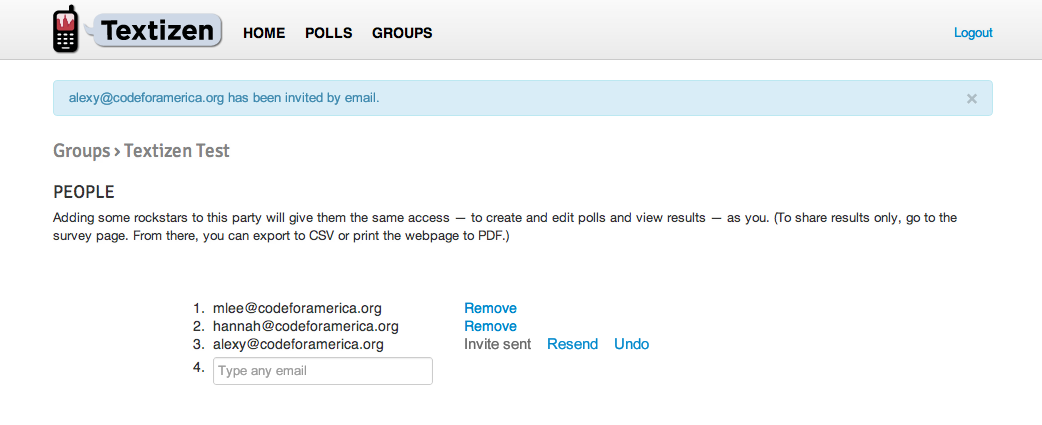 Textizen HOME POLLS GROUPS Logout
alexy@codeforamerica.org has been invited by email. ×
Groups › Textizen Test
PEOPLE
Adding some rockstars to this party will give them the same access — to create and edit polls and view results — as you. (To share results only, go to the
survey page. From there, you can export to CSV or print the webpage to PDF.)
1. mlee@codeforamerica.org Remove
2. hannah@codeforamerica.org Remove
3. alexy@codeforamerica.org Invite sent Resend Undo
4. Type any email